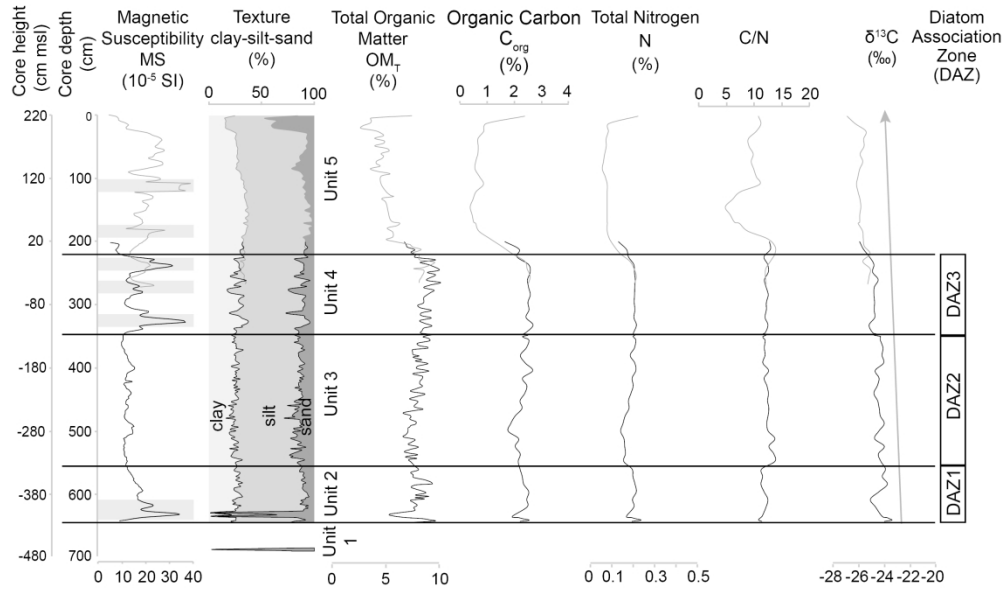 Core height
(cm msl)
Core depth
(cm)
Magnetic
Susceptibility
MS
(10⁻⁵ SI)
Texture
clay-silt-sand
(%)
Total Organic
Matter
OM_T
(%)
Organic Carbon
C_org
(%)
Total Nitrogen
N
(%)
C/N
δ¹³C
(‰)
Diatom
Association
Zone
(DAZ)
0 50 100
0 1 2 3 4
0 5 10 15 20
220 0
120 100
20 200
-80 300
-180 400
-280 500
-380 600
-480 700
clay
silt
sand
Unit 5
Unit 4
Unit 3
Unit 2
Unit
1
DAZ3
DAZ2
DAZ1
0 10 20 30 40
0 5 10
0 0.1 0.3 0.5
-28 -26 -24 -22 -20